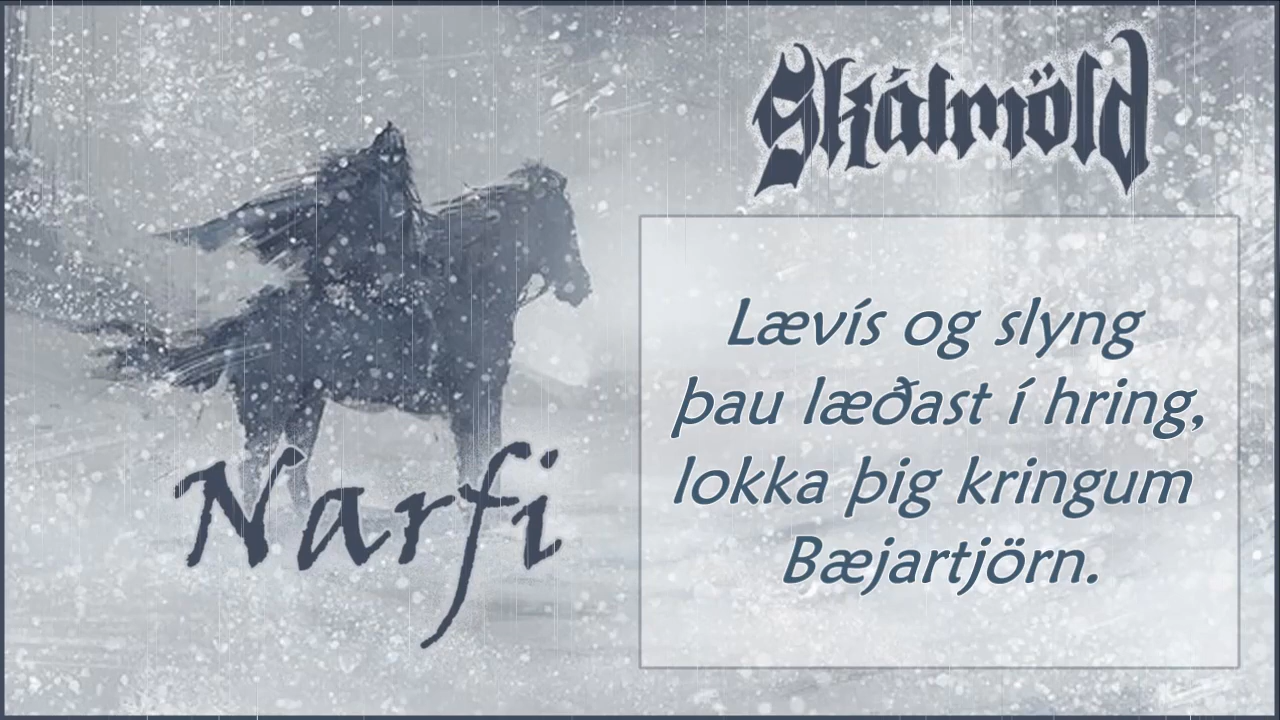 Skálmöld
Narfi
Lævís og slyng
þau læðast í hring,
lokka þig kringum
Bæjartjörn.